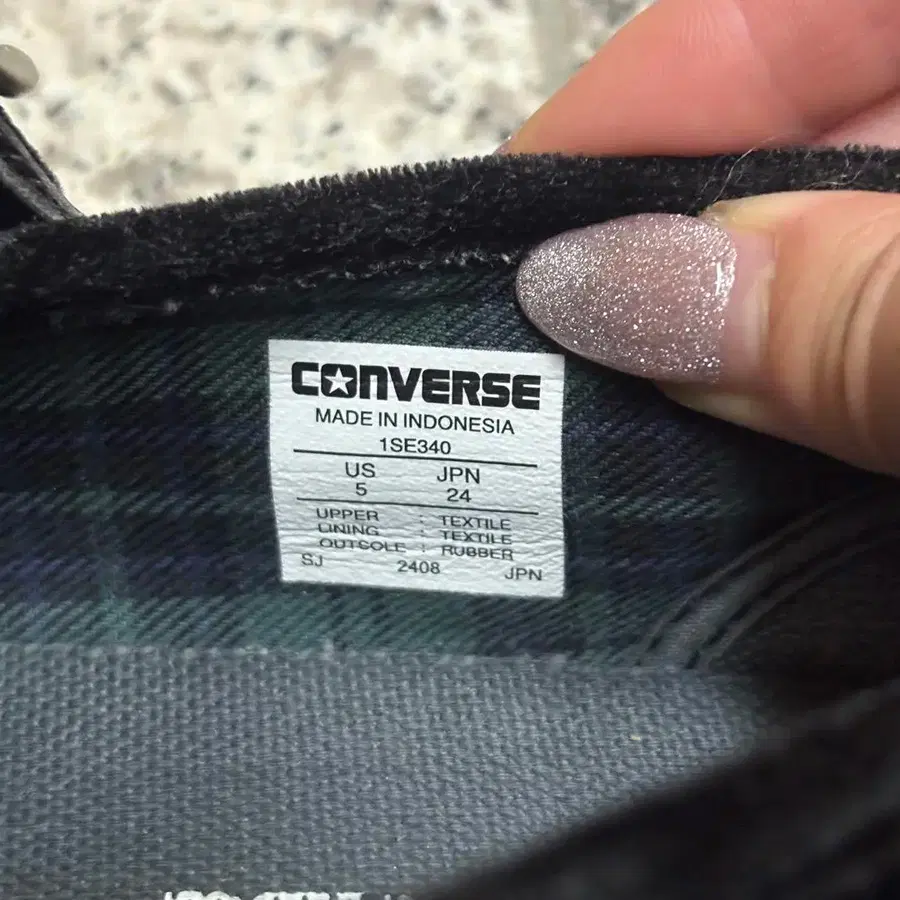 CONVERSE
MADE IN INDONESIA
1SE340
US JPN
5 24
UPPER : TEXTILE
LINING : TEXTILE
OUTSOLE : RUBBER
SJ 2408 JPN